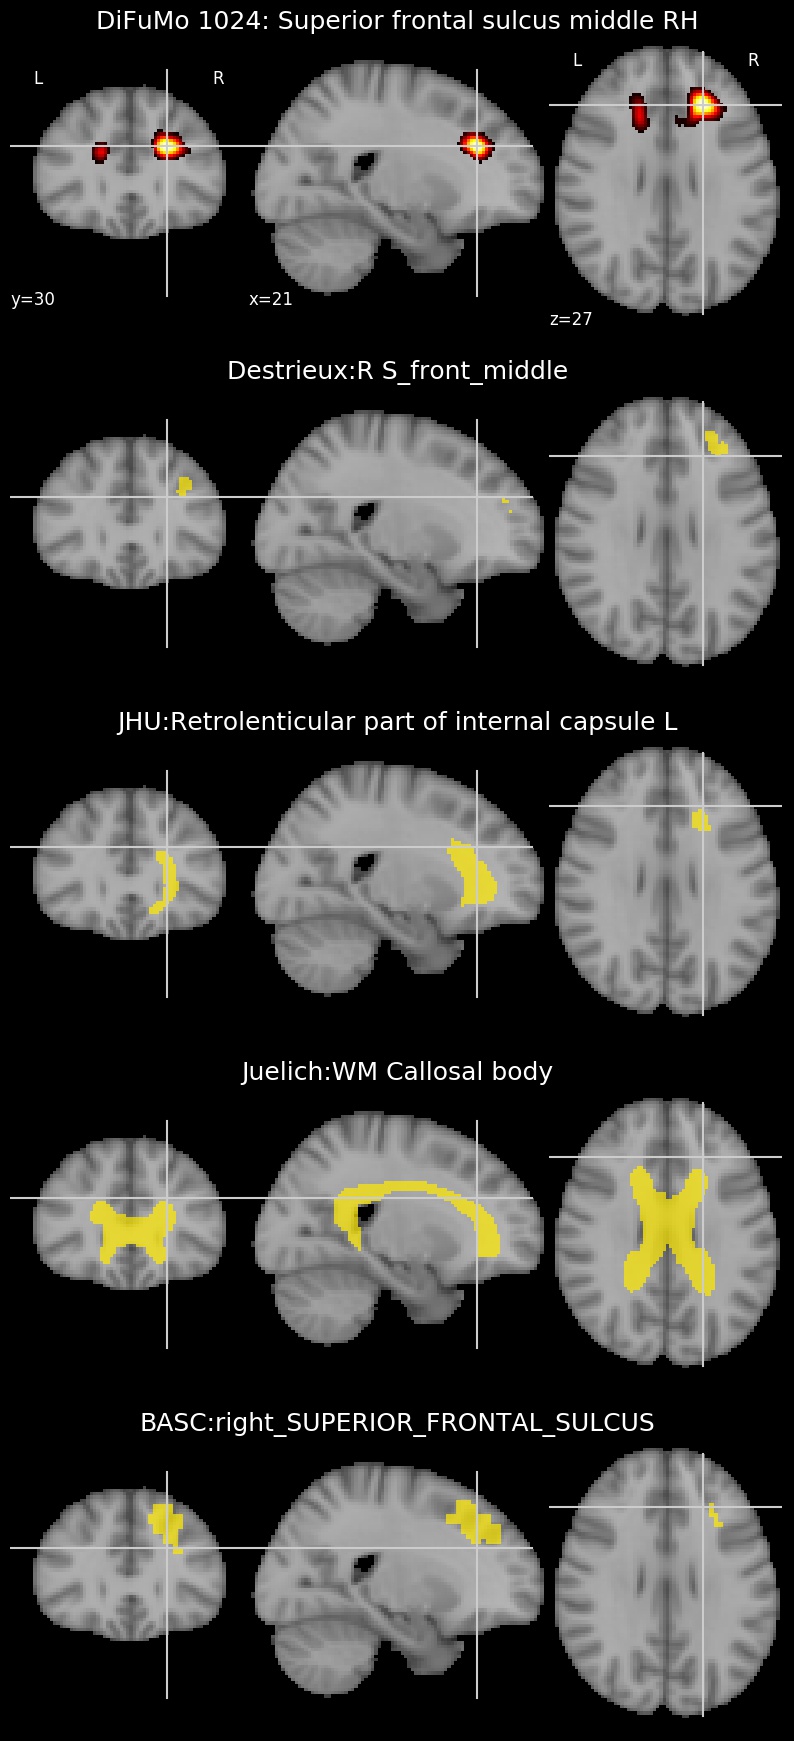 DiFuMo 1024: Superior frontal sulcus middle RH
L R
L R
y=30
x=21
z=27
Destrieux:R S_front_middle
JHU:Retrolenticular part of internal capsule L
Juelich:WM Callosal body
BASC:right_SUPERIOR_FRONTAL_SULCUS